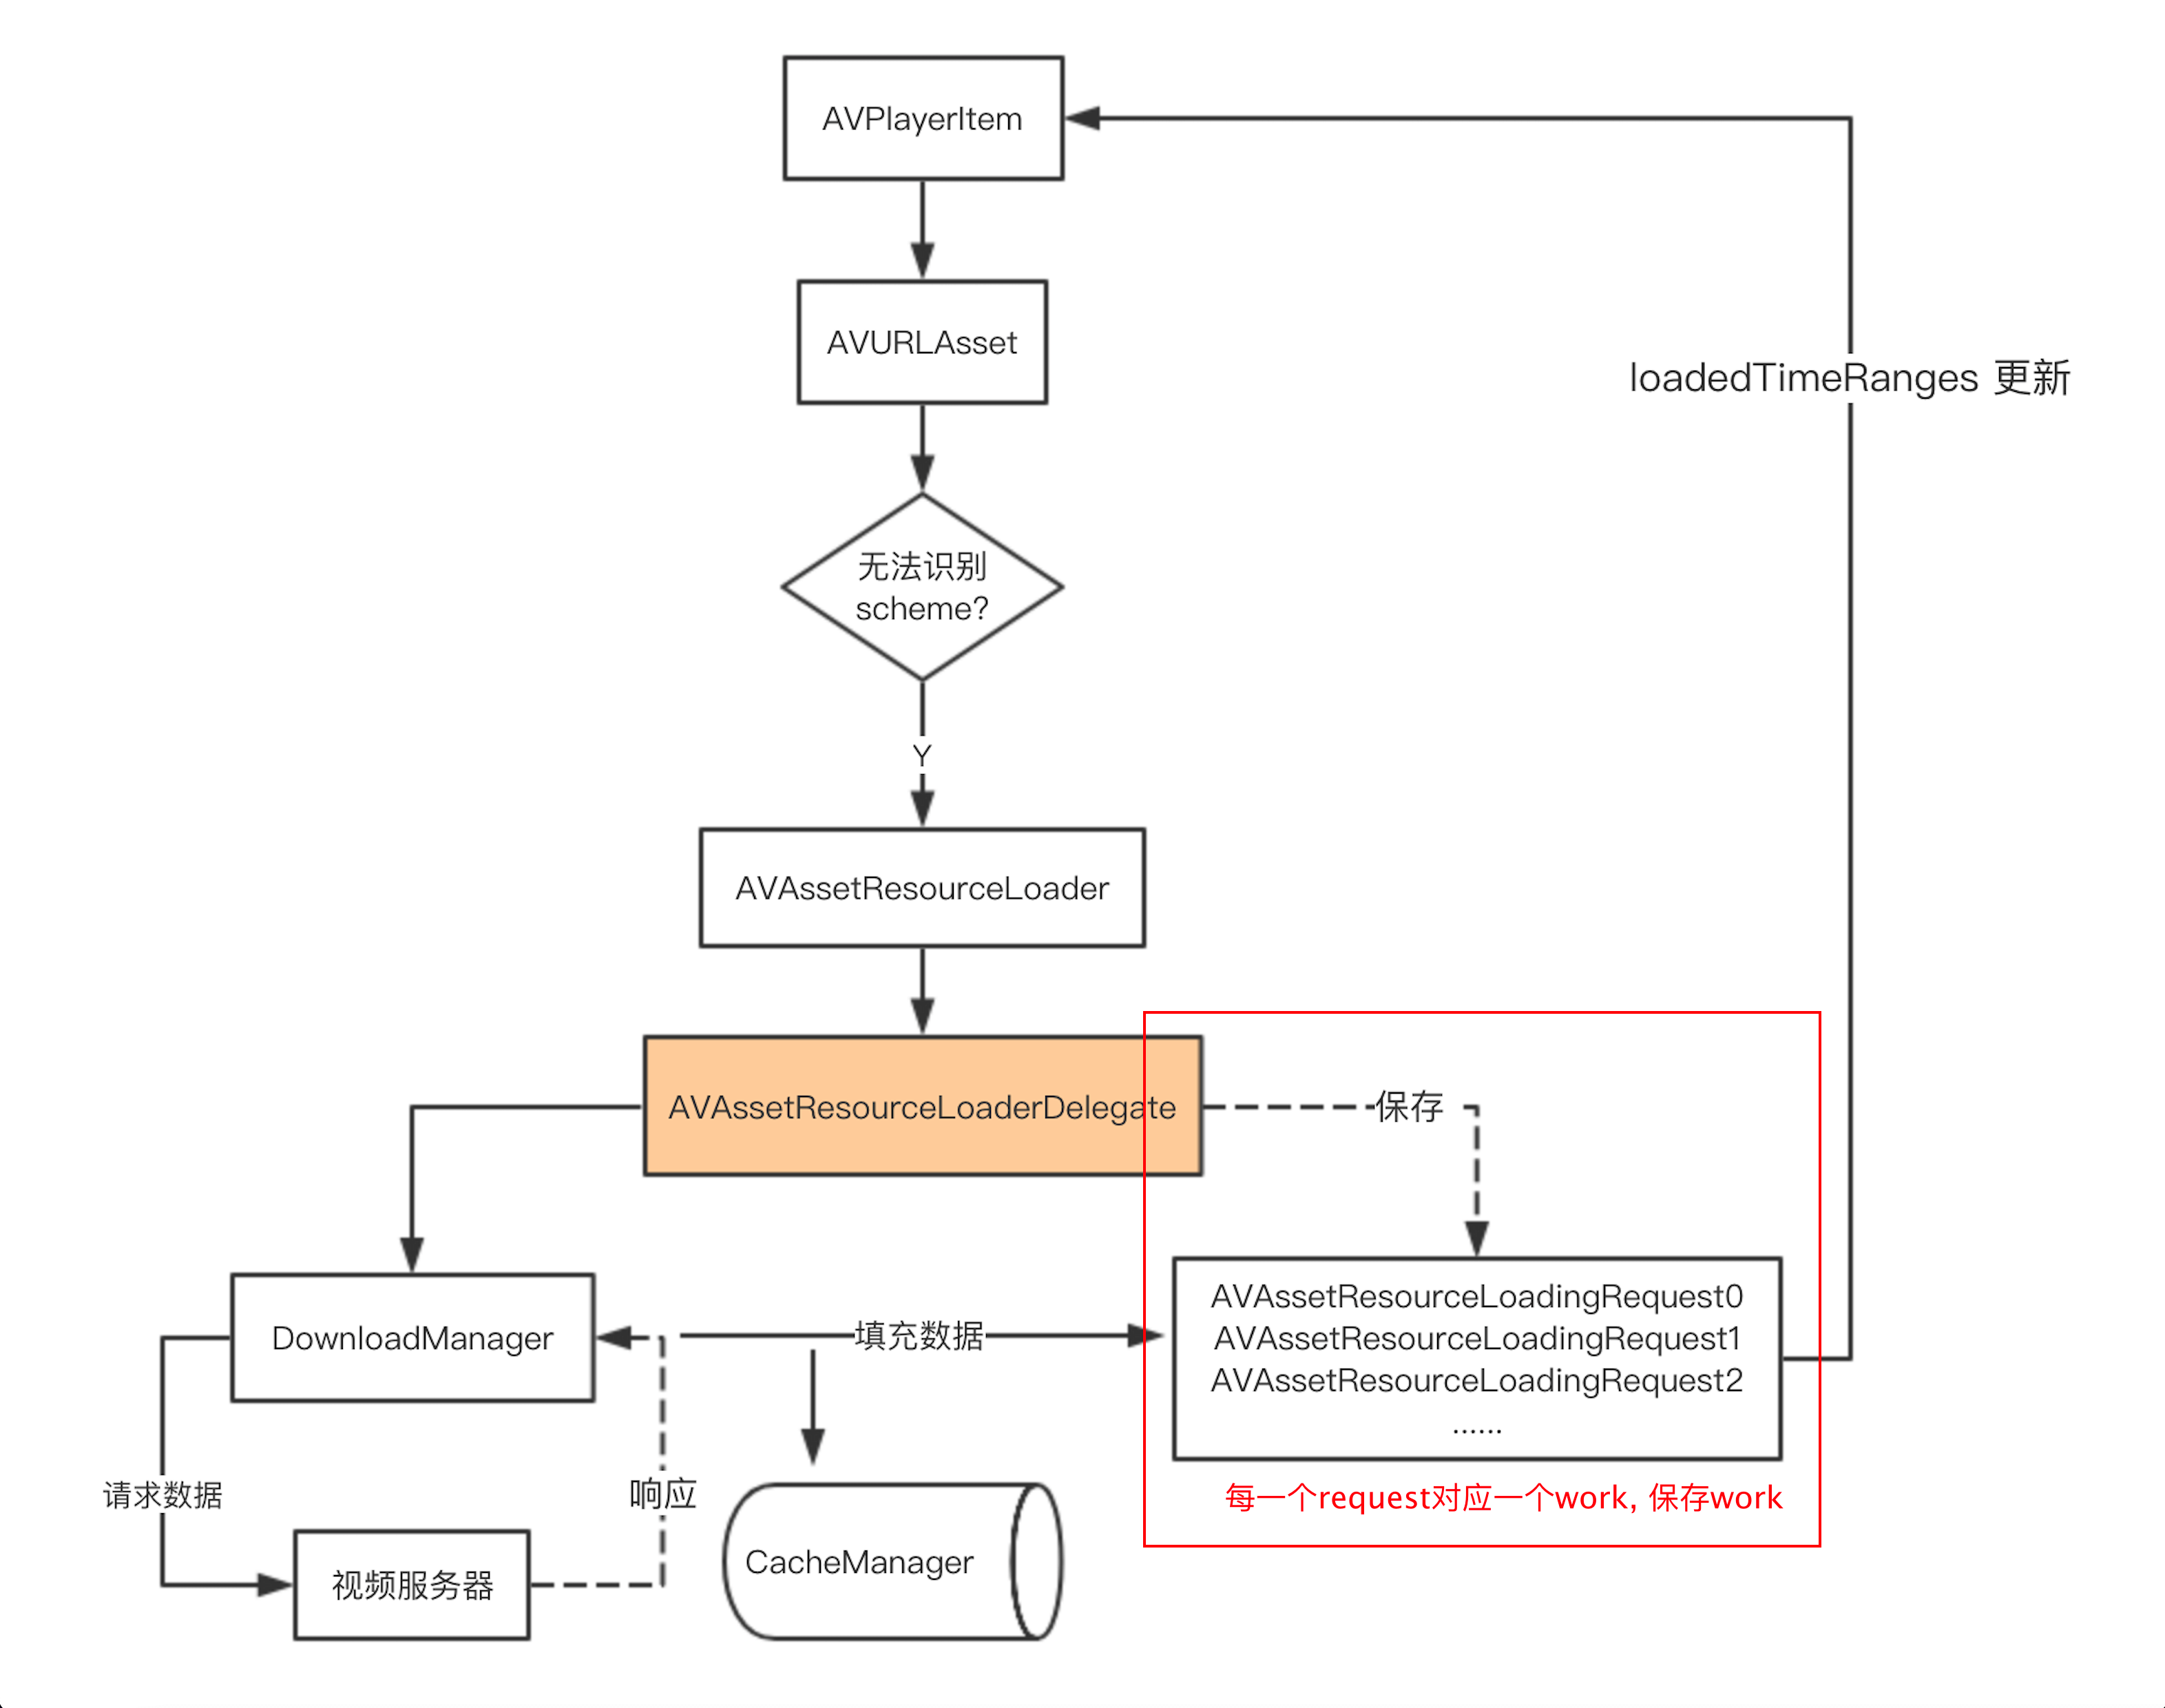 AVPlayerItem
AVURLAsset
loadedTimeRanges 更新
无法识别
scheme?
Y
AVAssetResourceLoader
AVAssetResourceLoaderDelegate
保存
DownloadManager
填充数据
AVAssetResourceLoadingRequest0
AVAssetResourceLoadingRequest1
AVAssetResourceLoadingRequest2
......
请求数据
响应
每一个request对应一个work, 保存work
视频服务器
CacheManager